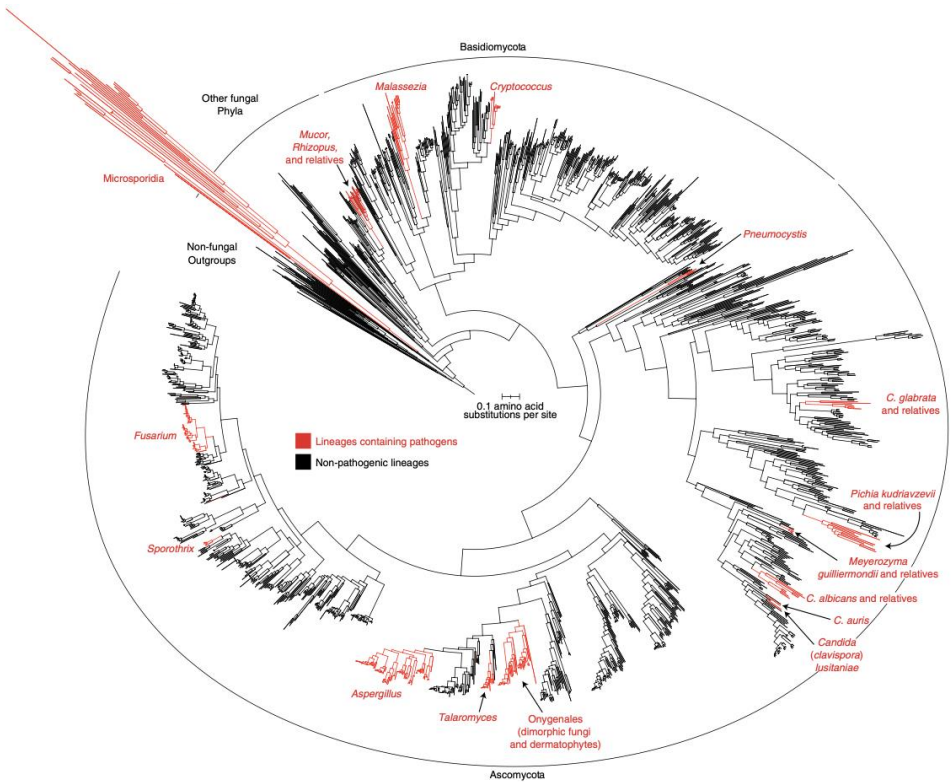 Basidiomycota
Malassezia
Cryptococcus
Other fungal
Phyla
Mucor,
Rhizopus,
and relatives
Microsporidia
Pneumocystis
Non-fungal
Outgroups
0.1 amino acid
substitutions per site
C. glabrata
and relatives
Fusarium
Lineages containing pathogens
Non-pathogenic lineages
Pichia kudriavzevii
and relatives
Sporothrix
Meyerozyma
guilliermondii and relatives
C. albicans and relatives
C. auris
Candida
(clavispora)
lusitaniae
Aspergillus
Talaromyces
Onygenales
(dimorphic fungi
and dermatophytes)
Ascomycota